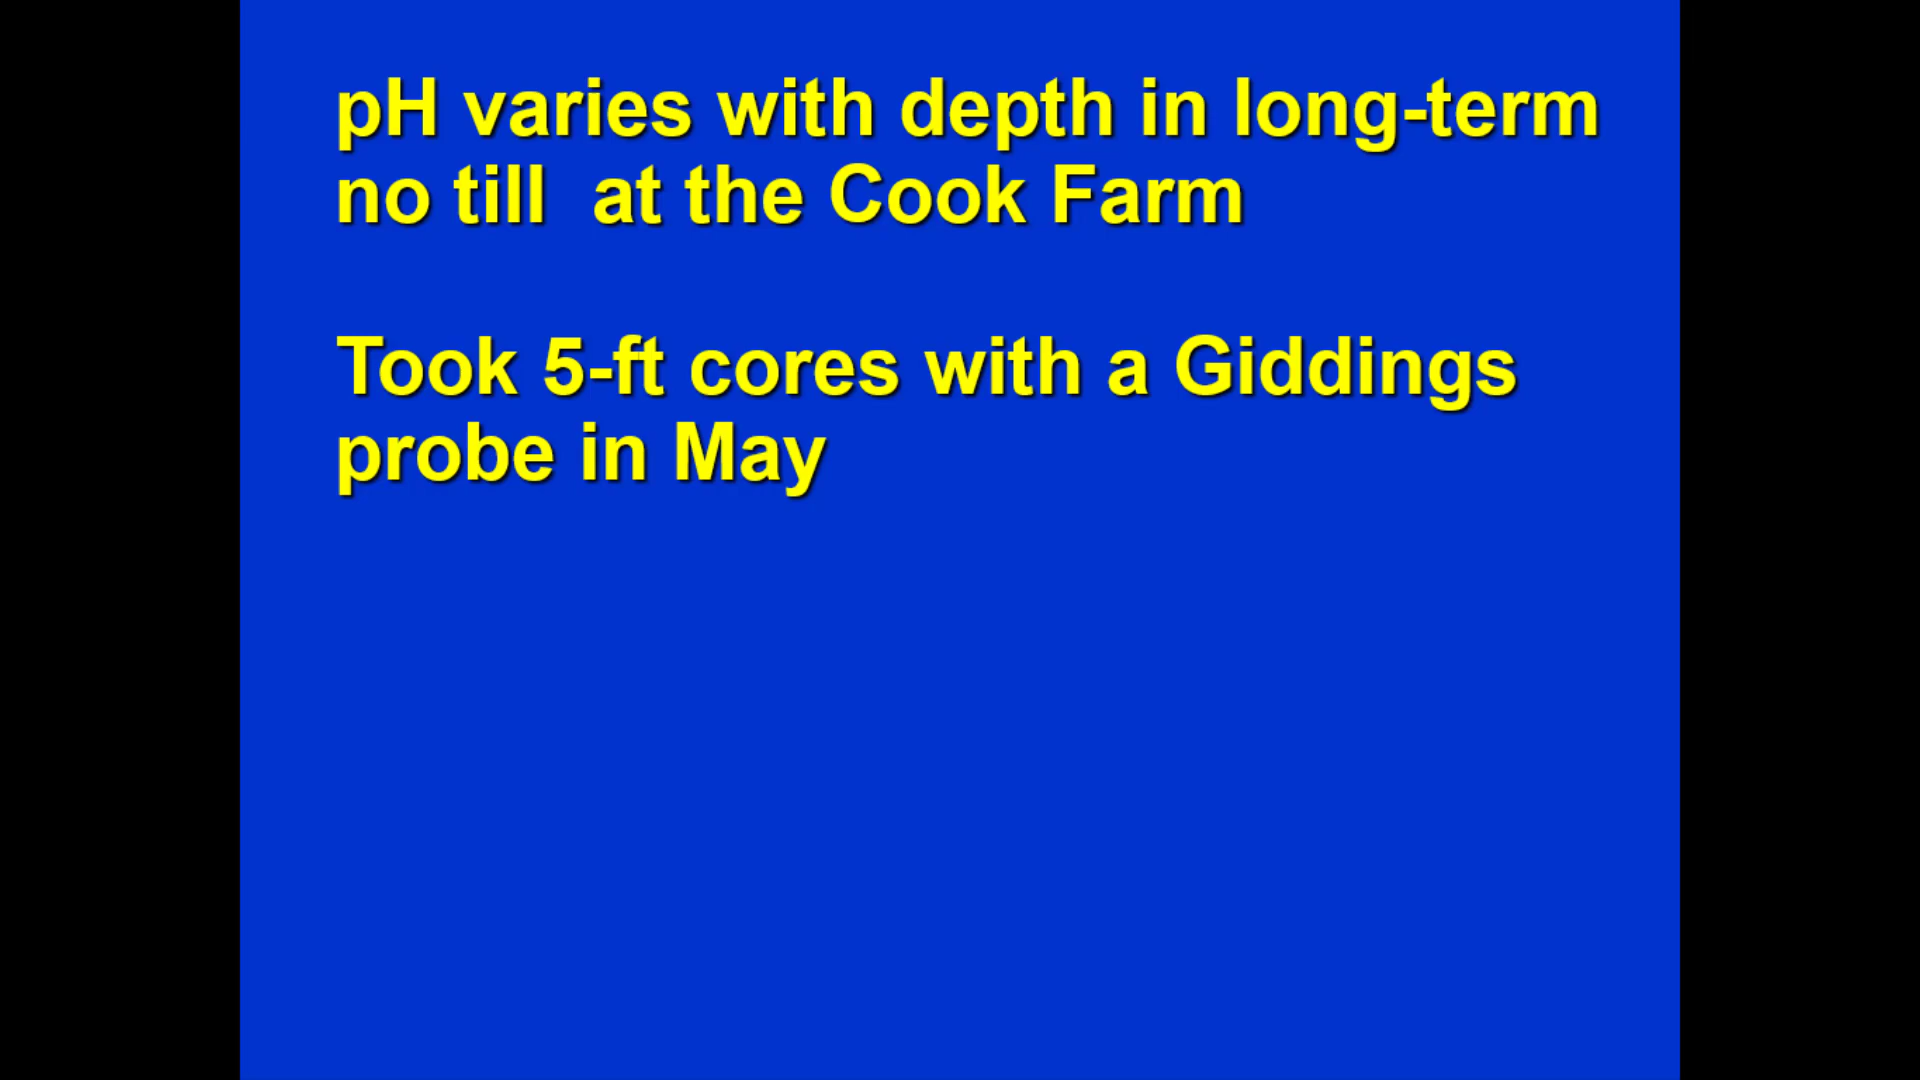 pH varies with depth in long-term
no till  at the Cook Farm
Took 5-ft cores with a Giddings
probe in May